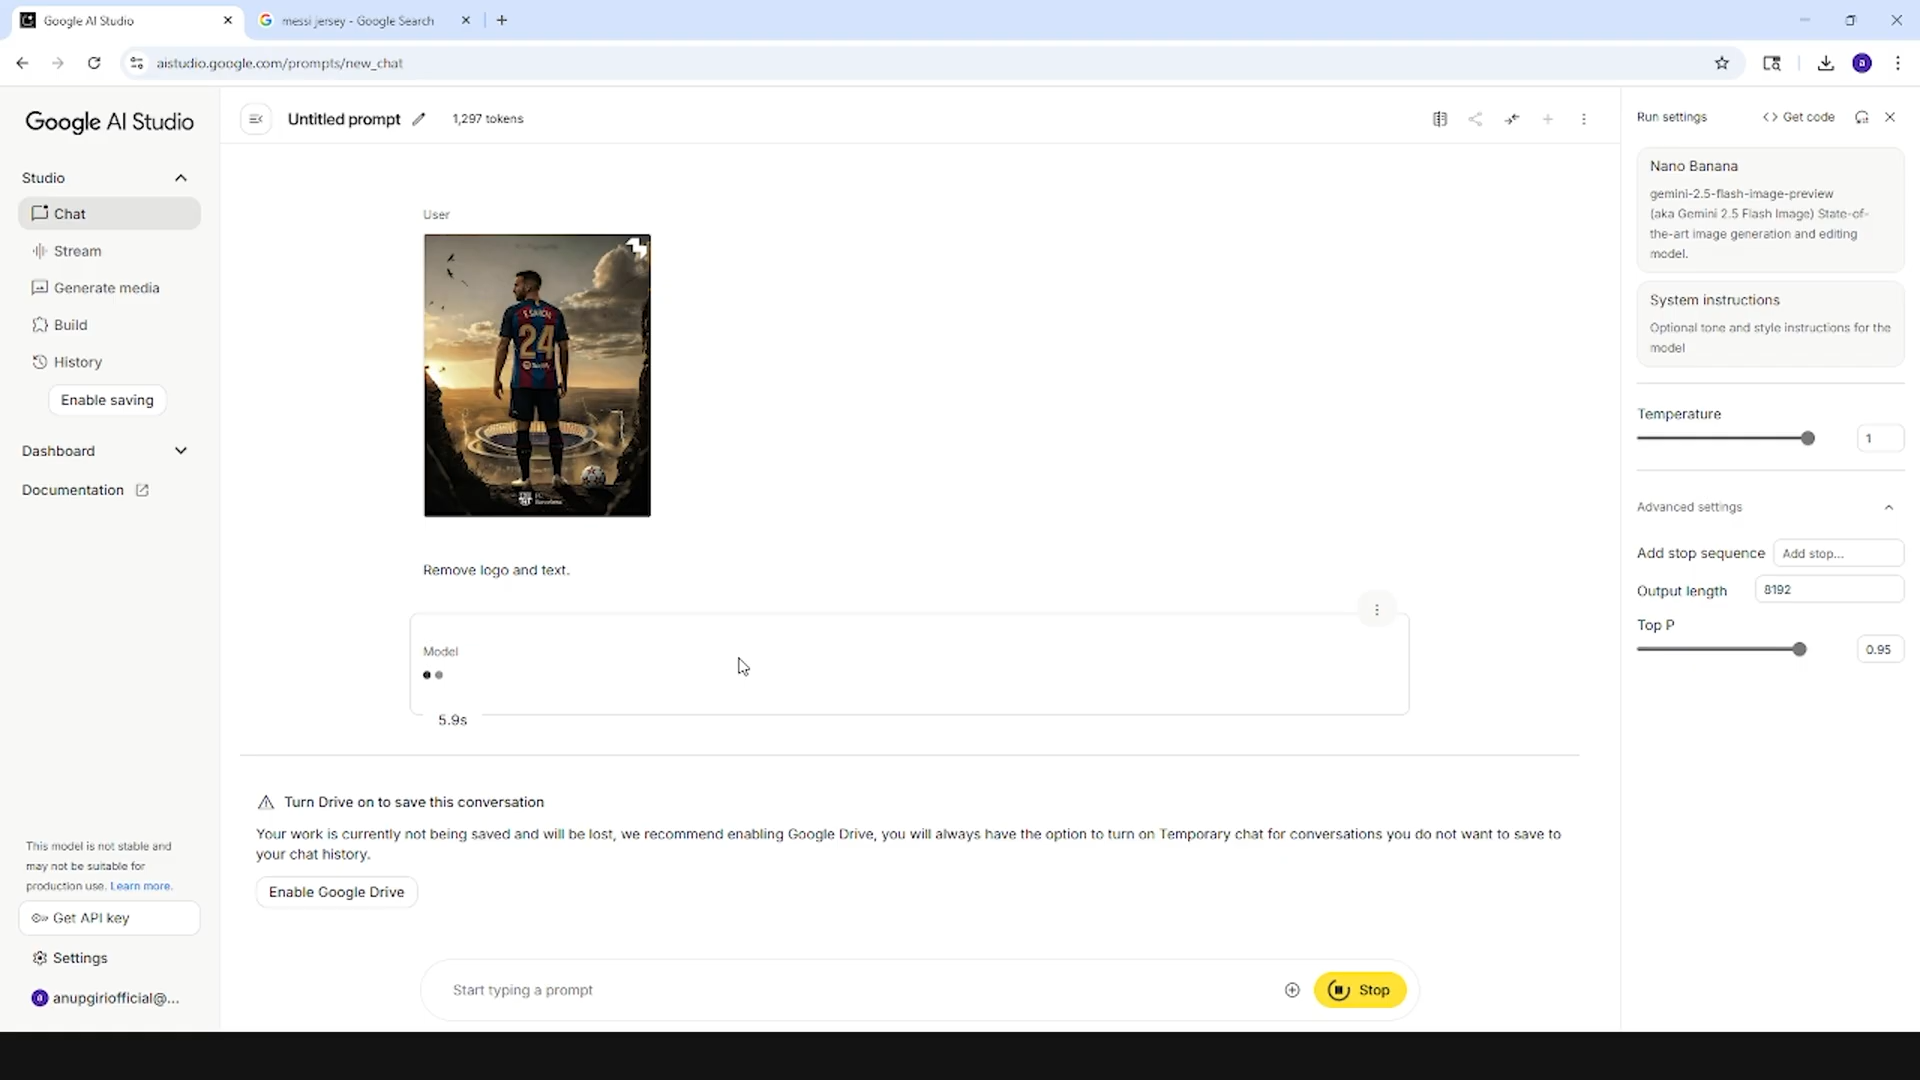 Google AI Studio
messi jersey - Google Search
aistudio.google.com/prompts/new_chat
a
Google AI Studio
Studio
Chat
Stream
Generate media
Build
History
Enable saving
Dashboard
Documentation
This model is not stable and
may not be suitable for
production use. Learn more.
Get API key
Settings
a anupgiriofficial@...
Untitled prompt
1,297 tokens
User
24
Remove logo and text.
Model
5.9s
Turn Drive on to save this conversation
Your work is currently not being saved and will be lost, we recommend enabling Google Drive, you will always have the option to turn on Temporary chat for conversations you do not want to save to
your chat history.
Enable Google Drive
Start typing a prompt
Stop
Run settings
<> Get code
Nano Banana
gemini-2.5-flash-image-preview
(aka Gemini 2.5 Flash Image) State-of-
the-art image generation and editing
model.
System instructions
Optional tone and style instructions for the
model
Temperature
1
Advanced settings
Add stop sequence
Add stop...
Output length
8192
Top P
0.95